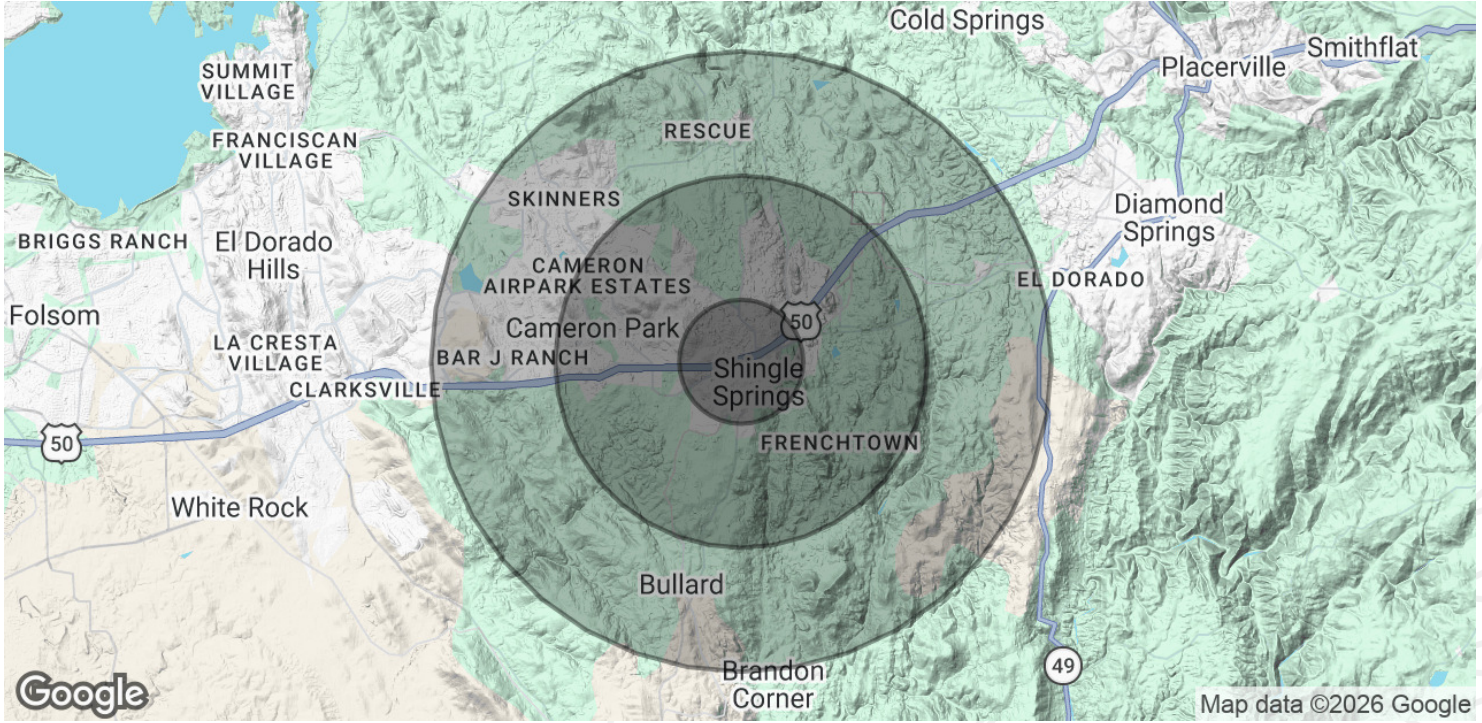 Cold Springs
Smithflat
Placerville
SUMMIT
VILLAGE
RESCUE
FRANCISCAN
VILLAGE
SKINNERS
Diamond
Springs
BRIGGS RANCH
El Dorado
Hills
CAMERON
AIRPARK ESTATES
EL DORADO
Folsom
Cameron Park
50
LA CRESTA
VILLAGE
BAR J RANCH
Shingle
Springs
CLARKSVILLE
50
FRENCHTOWN
White Rock
Bullard
Brandon
Corner
49
Google
Map data ©2026 Google